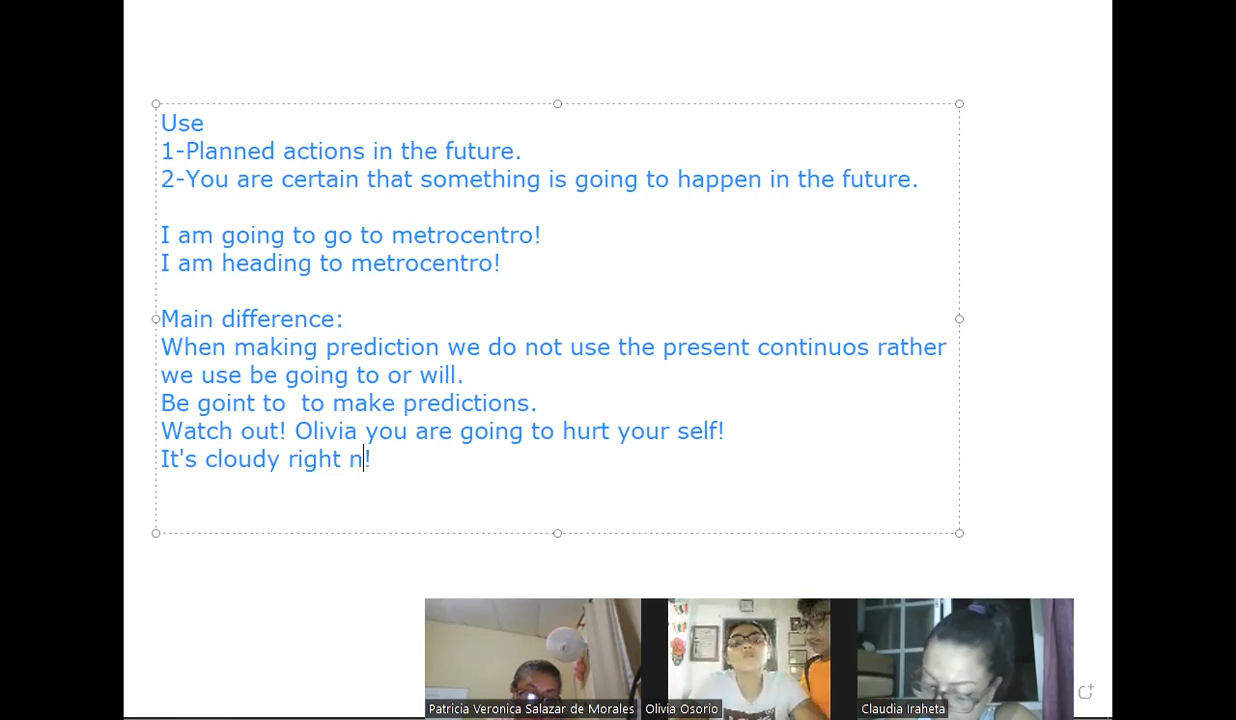 Use
1-Planned actions in the future.
2-You are certain that something is going to happen in the future.
I am going to go to metrocentro!
I am heading to metrocentro!
Main difference:
When making prediction we do not use the present continuos rather
we use be going to or will.
Be goint to  to make predictions.
Watch out! Olivia you are going to hurt your self!
It's cloudy right n!
Patricia Veronica Salazar de Morales
Olivia Osorio
Claudia Iraheta